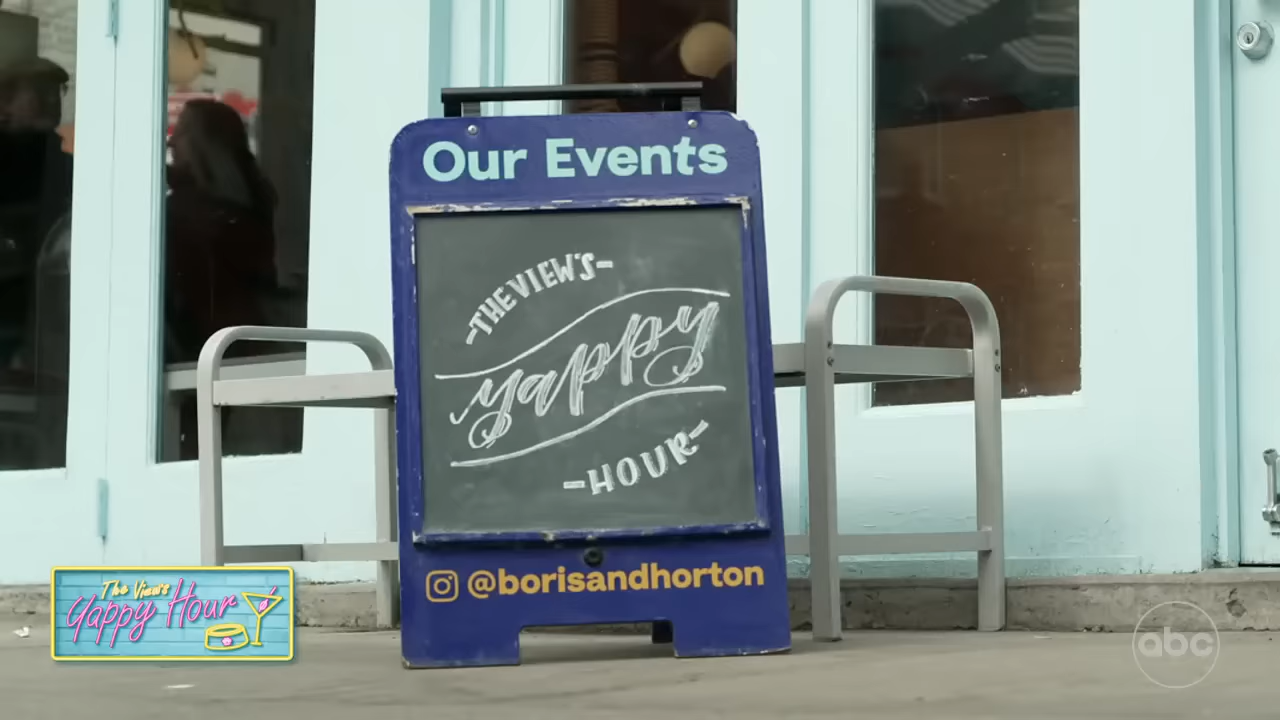 Our Events
-THE VIEW'S-
yappy
-HOUR-
@borisandhorton
The View's
Yappy Hour
abc